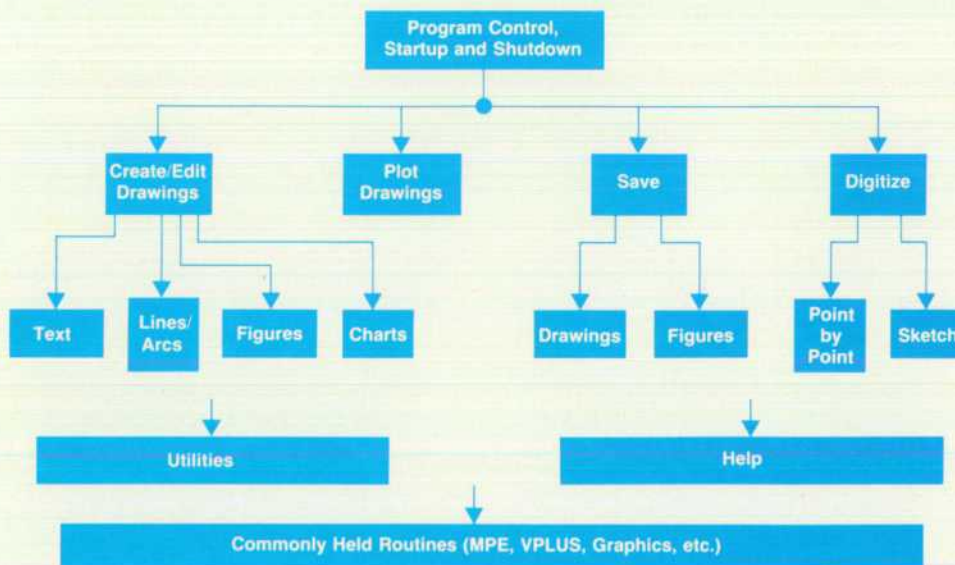 Program Control,
Startup and Shutdown
Create/Edit
Drawings
Plot
Drawings
Save
Digitize
Text
Lines/
Arcs
Figures
Charts
Drawings
Figures
Point
by
Point
Sketch
Utilities
Help
Commonly Held Routines (MPE, VPLUS, Graphics, etc.)